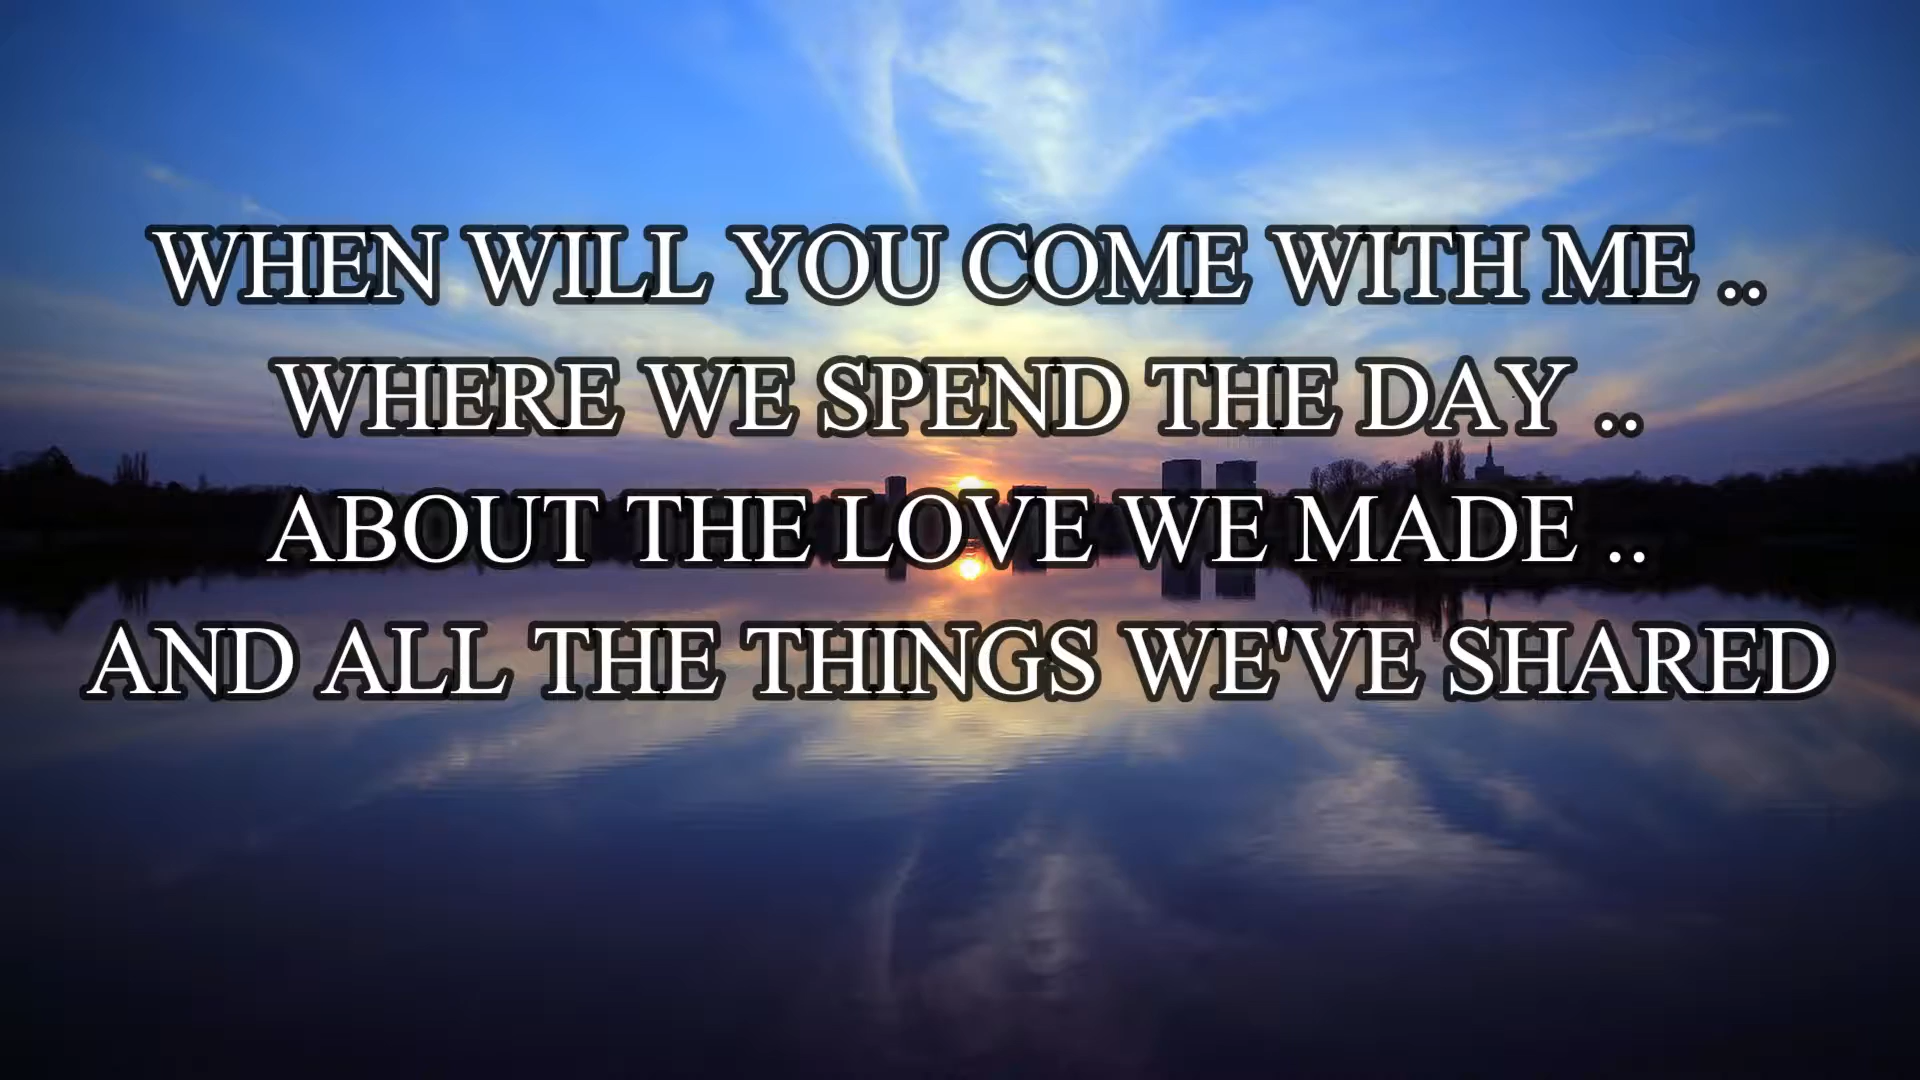 WHEN WILL YOU COME WITH ME ..
WHERE WE SPEND THE DAY ..
ABOUT THE LOVE WE MADE ..
AND ALL THE THINGS WE'VE SHARED